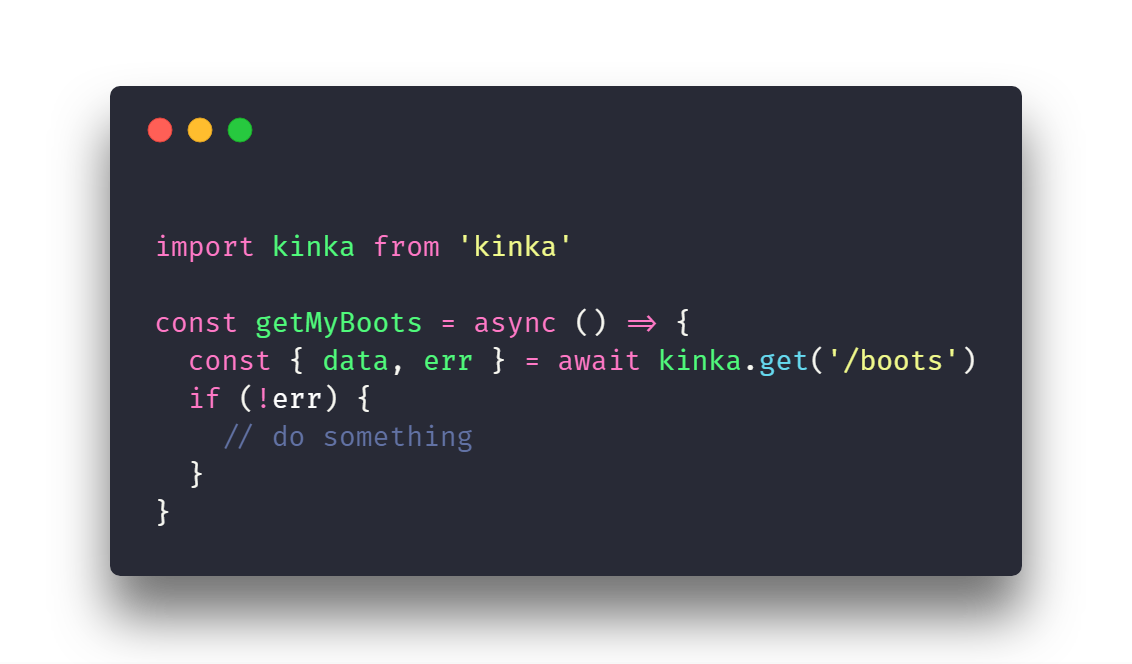 import kinka from 'kinka'
const getMyBoots = async () => {
  const { data, err } = await kinka.get('/boots')
  if (!err) {
    // do something
  }
}